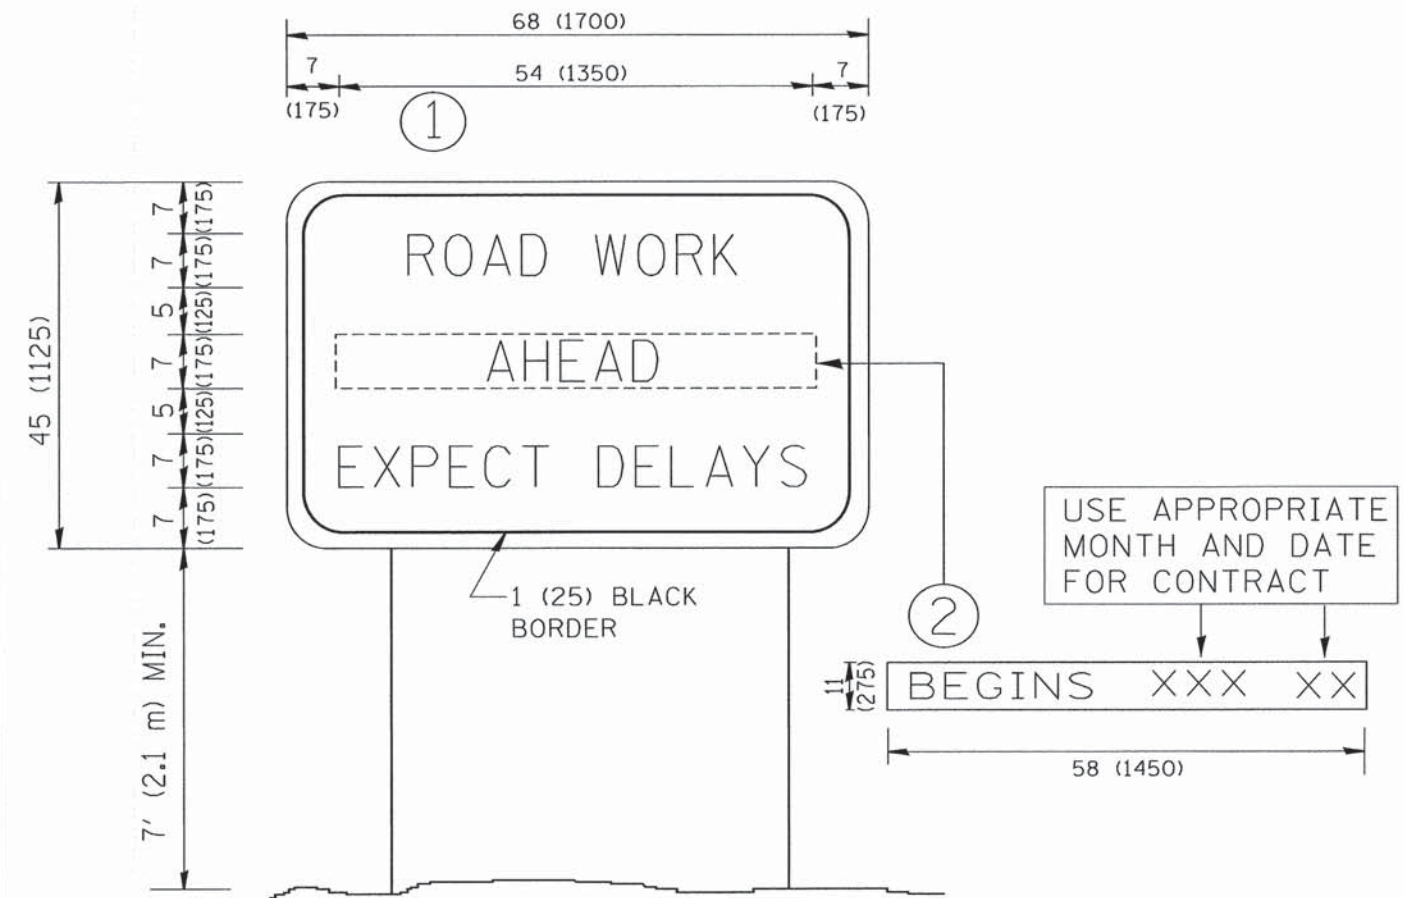 68 (1700)
7
54 (1350)
7
(175)
(175)
1
7
(175)
7
(175)
5
(125)
7
(175)
5
(125)
7
(175)
7
(175)
45 (1125)
ROAD WORK
AHEAD
EXPECT DELAYS
1 (25) BLACK
BORDER
7' (2.1 m) MIN.
2
USE APPROPRIATE
MONTH AND DATE
FOR CONTRACT
11
(275)
BEGINS XXX XX
58 (1450)